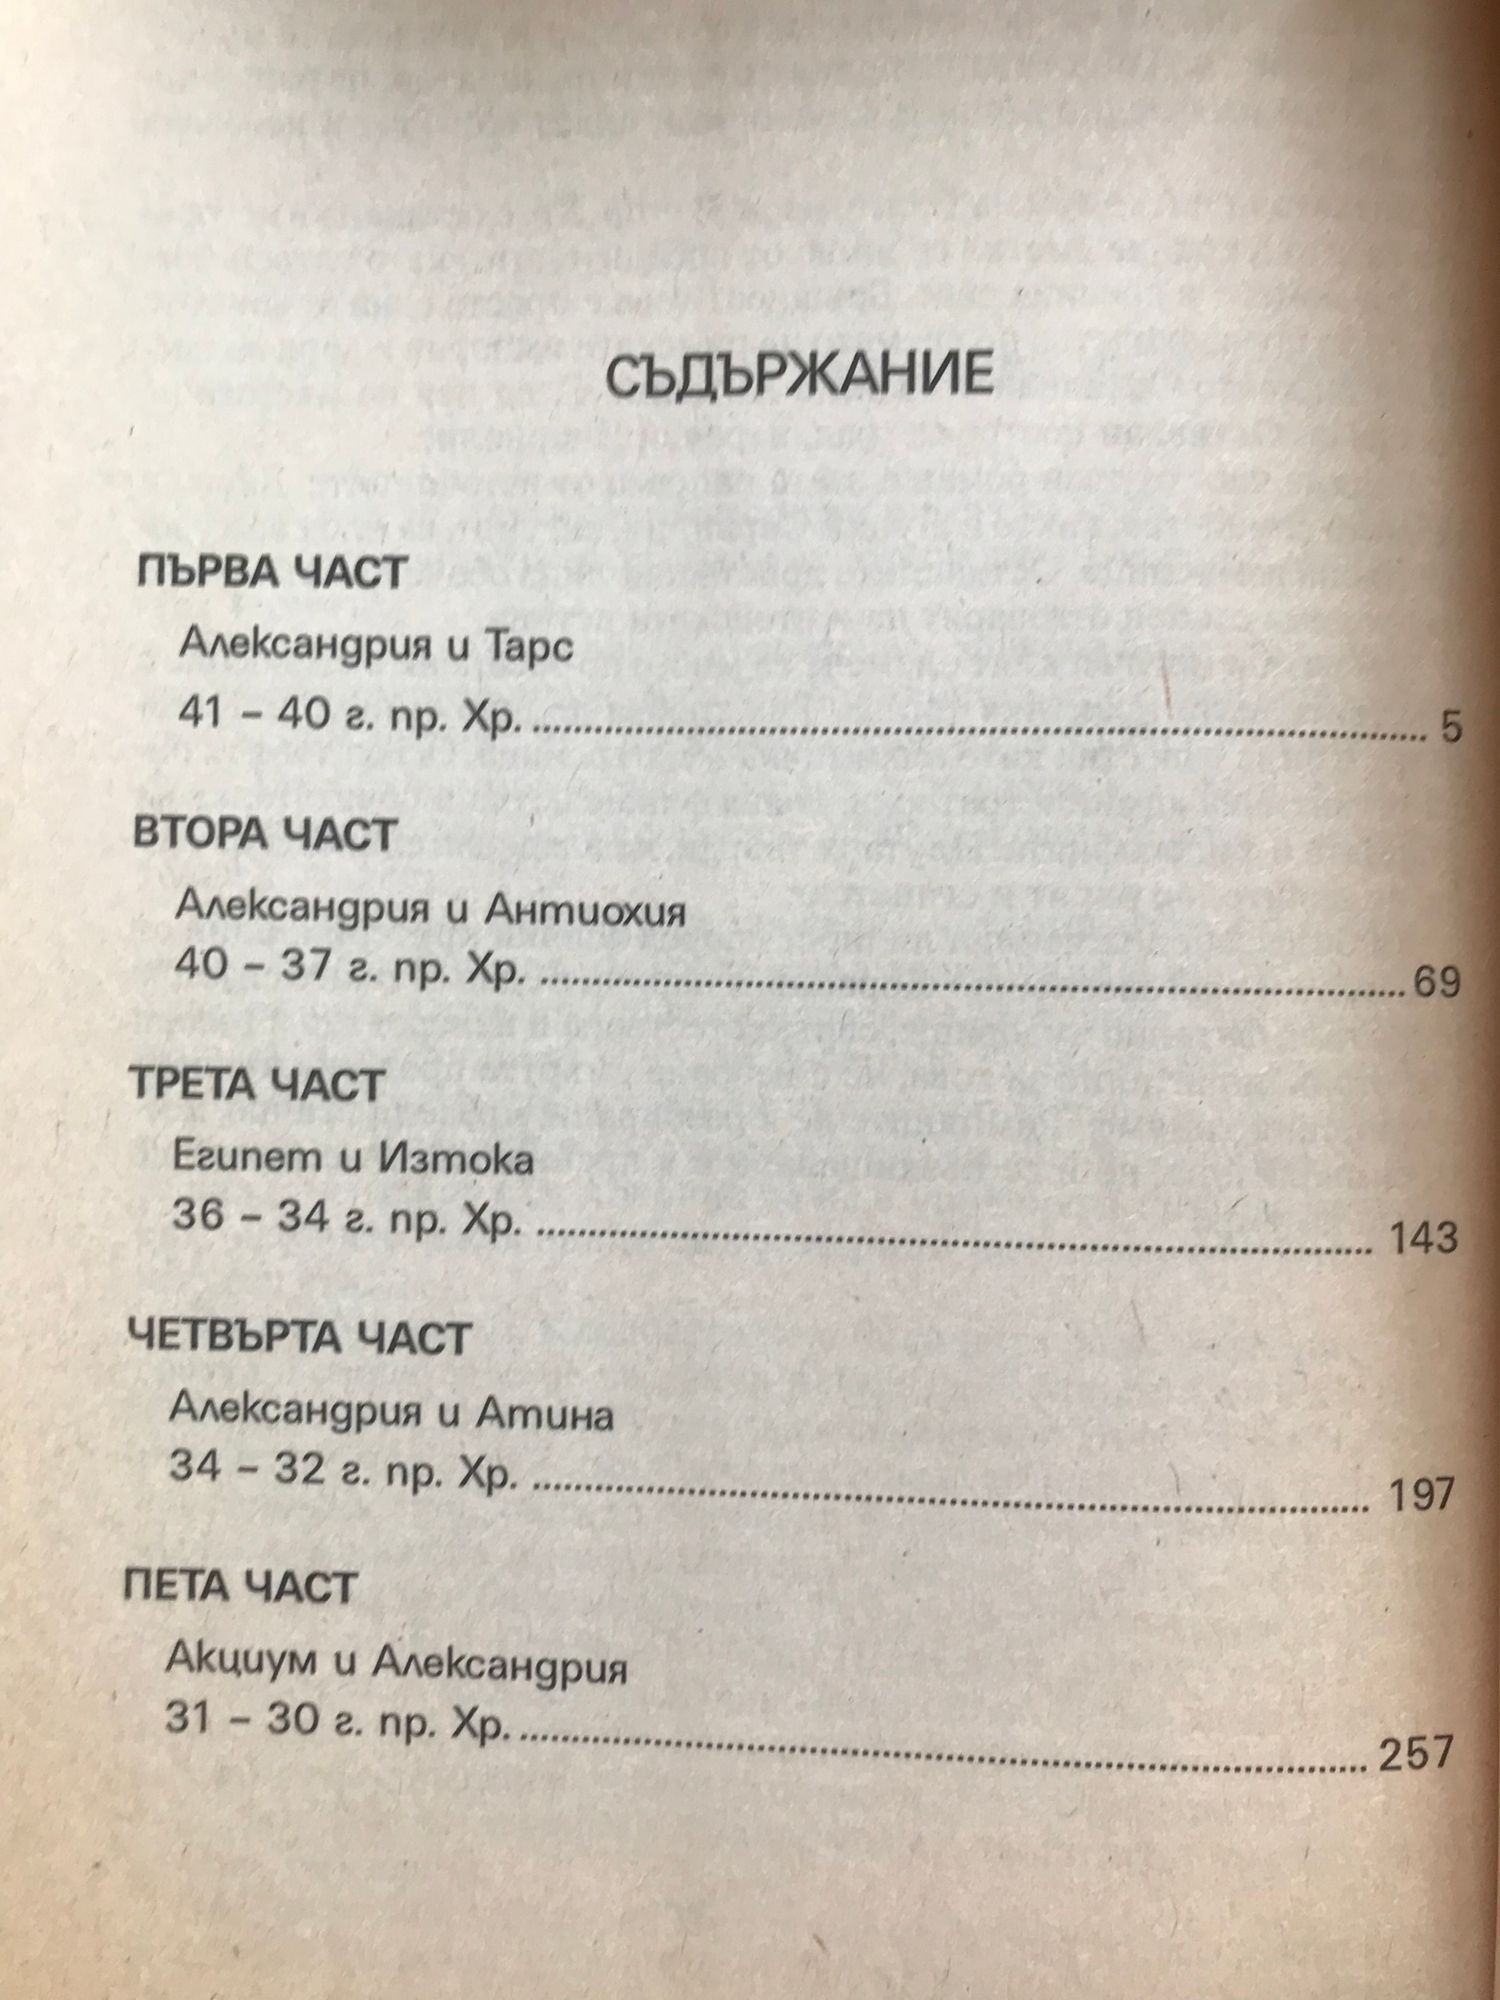 СЪДЪРЖАНИЕ
ПЪРВА ЧАСТ
Александрия и Тарс
41 – 40 г. пр. Хр. ........................................ 5
ВТОРА ЧАСТ
Александрия и Антиохия
40 – 37 г. пр. Хр. ........................................ 69
ТРЕТА ЧАСТ
Египет и Изтока
36 – 34 г. пр. Хр. ........................................ 143
ЧЕТВЪРТА ЧАСТ
Александрия и Атина
34 – 32 г. пр. Хр. ........................................ 197
ПЕТА ЧАСТ
Акциум и Александрия
31 – 30 г. пр. Хр. ........................................ 257